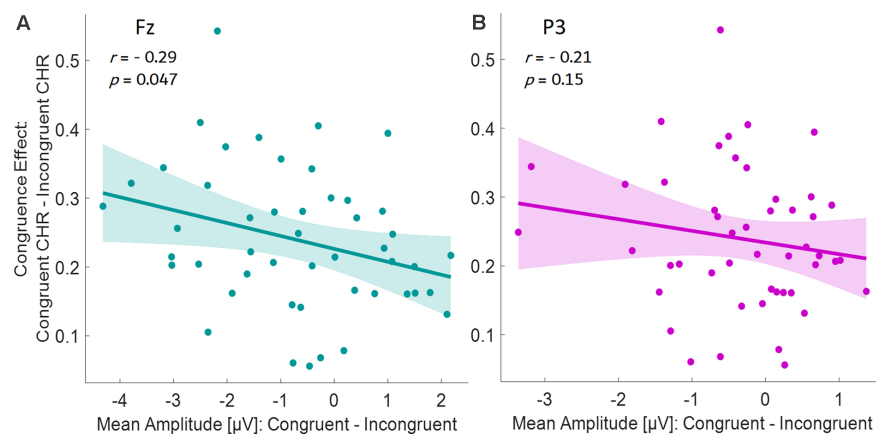 A
Fz
r = - 0.29
p = 0.047
Congruence Effect:
Congruent CHR - Incongruent CHR
0.5
0.4
0.3
0.2
0.1
-4
-3
-2
-1
0
1
2
Mean Amplitude [µV]: Congruent - Incongruent
B
P3
r = - 0.21
p = 0.15
0.5
0.4
0.3
0.2
0.1
-3
-2
-1
0
1
Mean Amplitude [µV]: Congruent - Incongruent